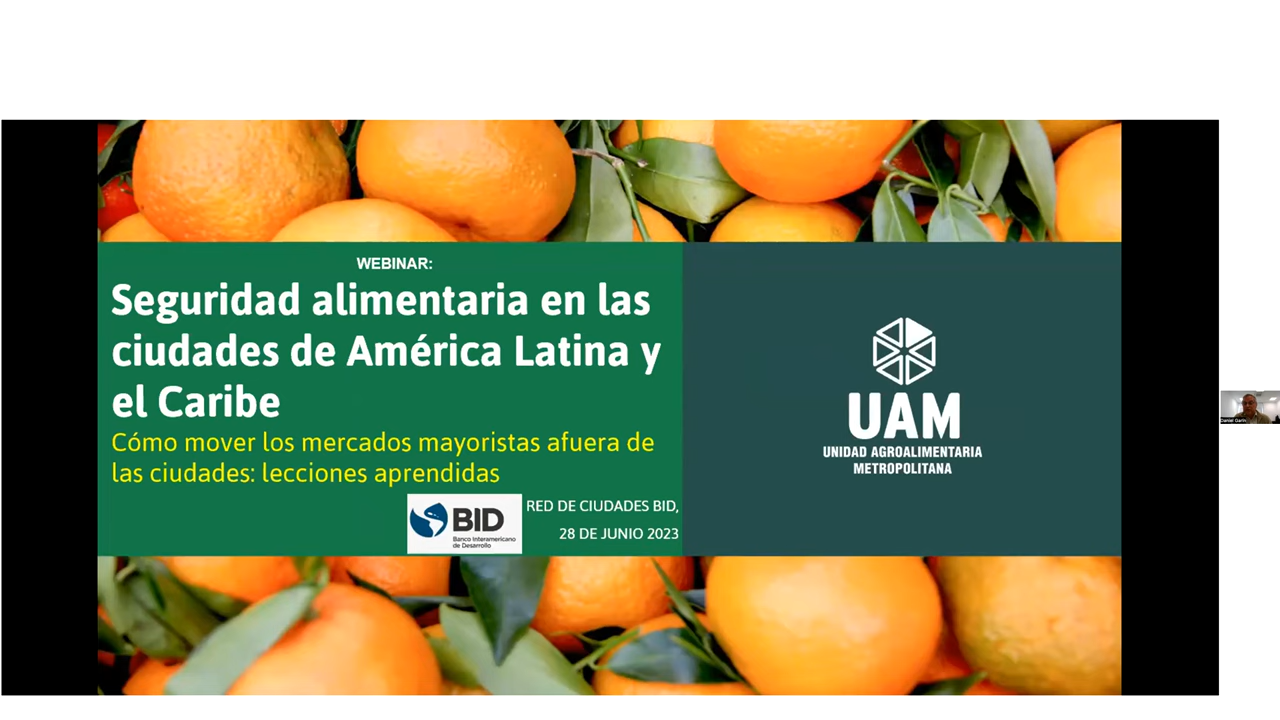 WEBINAR:
Seguridad alimentaria en las
ciudades de América Latina y
el Caribe
Cómo mover los mercados mayoristas afuera de
las ciudades: lecciones aprendidas
BID
Banco Interamericano
de Desarrollo
RED DE CIUDADES BID,
28 DE JUNIO 2023
UAM
UNIDAD AGROALIMENTARIA
METROPOLITANA
Daniel Garín